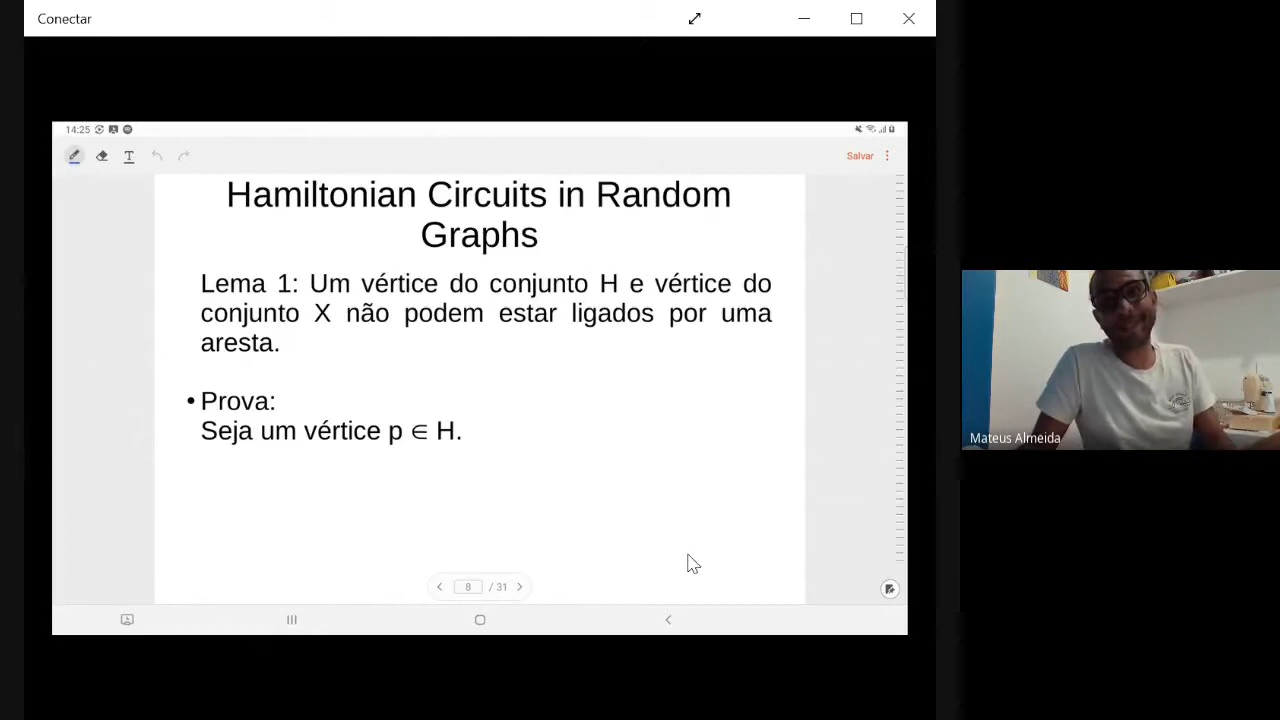 Conectar
14:25
T
Salvar
Hamiltonian Circuits in Random
Graphs
Lema 1: Um vértice do conjunto H e vértice do
conjunto X não podem estar ligados por uma
aresta.
• Prova:
Seja um vértice p ∈ H.
8 / 31
Mateus Almeida